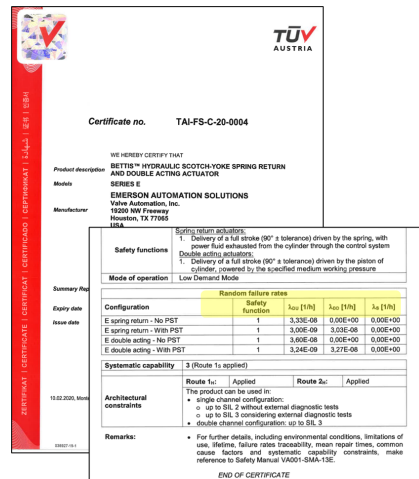 TÜV
AUSTRIA
ZERTIFIKAT | CERTIFICATE | CERTIFICAT | CERTIFICADO | СЕРТИФИКАТ
Certificate no. TAI-FS-C-20-0004
WE HEREBY CERTIFY THAT
Product description BETTIS™ HYDRAULIC SCOTCH-YOKE SPRING RETURN
AND DOUBLE ACTING ACTUATOR
Models SERIES E
Manufacturer EMERSON AUTOMATION SOLUTIONS
Valve Automation, Inc.
19200 NW Freeway
Houston, TX 77065
USA
Summary Rep
Expiry date
Issue date
10.02.2020,
Safety functions
Spring return actuators:
1. Delivery of a full stroke (90° ± tolerance) driven by the spring, with
power fluid exhausted from the cylinder through the control system
Double acting actuators:
1. Delivery of a full stroke (90° ± tolerance) driven by the piston of
cylinder, powered by the specified medium working pressure
Mode of operation Low Demand Mode
Random failure rates
Configuration Safety function λDU [1/h] λDD [1/h] λS [1/h]
E spring return - No PST 1 3,33E-08 0,00E+00 0,00E+00
E spring return - With PST 1 3,00E-09 3,03E-08 0,00E+00
E double acting - No PST 1 3,60E-08 0,00E+00 0,00E+00
E double acting - With PST 1 3,24E-09 3,27E-08 0,00E+00
Systematic capability 3 (Route 1s applied)
Architectural constraints
Route 1H: Applied Route 2H: Applied
The product can be used in:
• single channel configuration:
o up to SIL 2 without external diagnostic tests
o up to SIL 3 considering external diagnostic tests
• double channel configuration: up to SIL 3
Remarks:
• For further details, including environmental conditions, limitations of
use, lifetime, failure rates traceability, mean repair times, common
cause factors and systematic capability constraints, make
reference to Safety Manual VA001-SMA-13E.
END OF CERTIFICATE